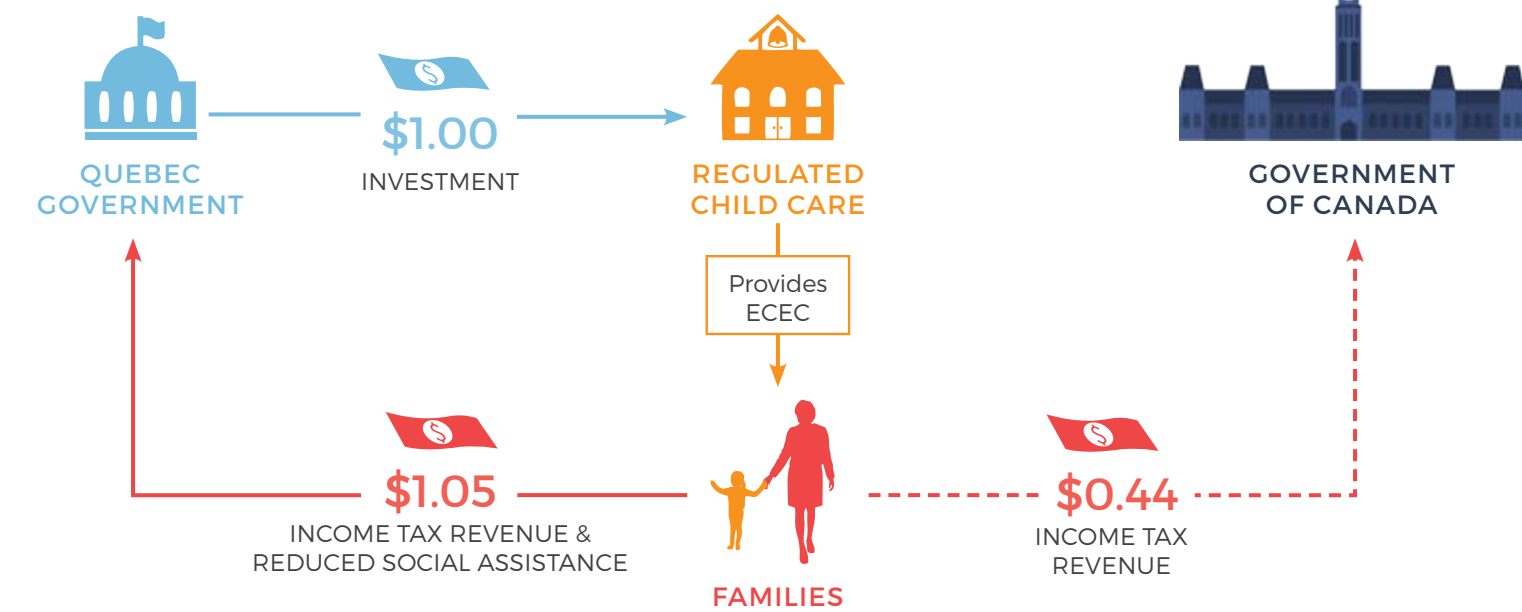 $1.00
INVESTMENT
QUEBEC
GOVERNMENT
REGULATED
CHILD CARE
GOVERNMENT
OF CANADA
Provides
ECEC
$1.05
INCOME TAX REVENUE &
REDUCED SOCIAL ASSISTANCE
$0.44
INCOME TAX
REVENUE
FAMILIES